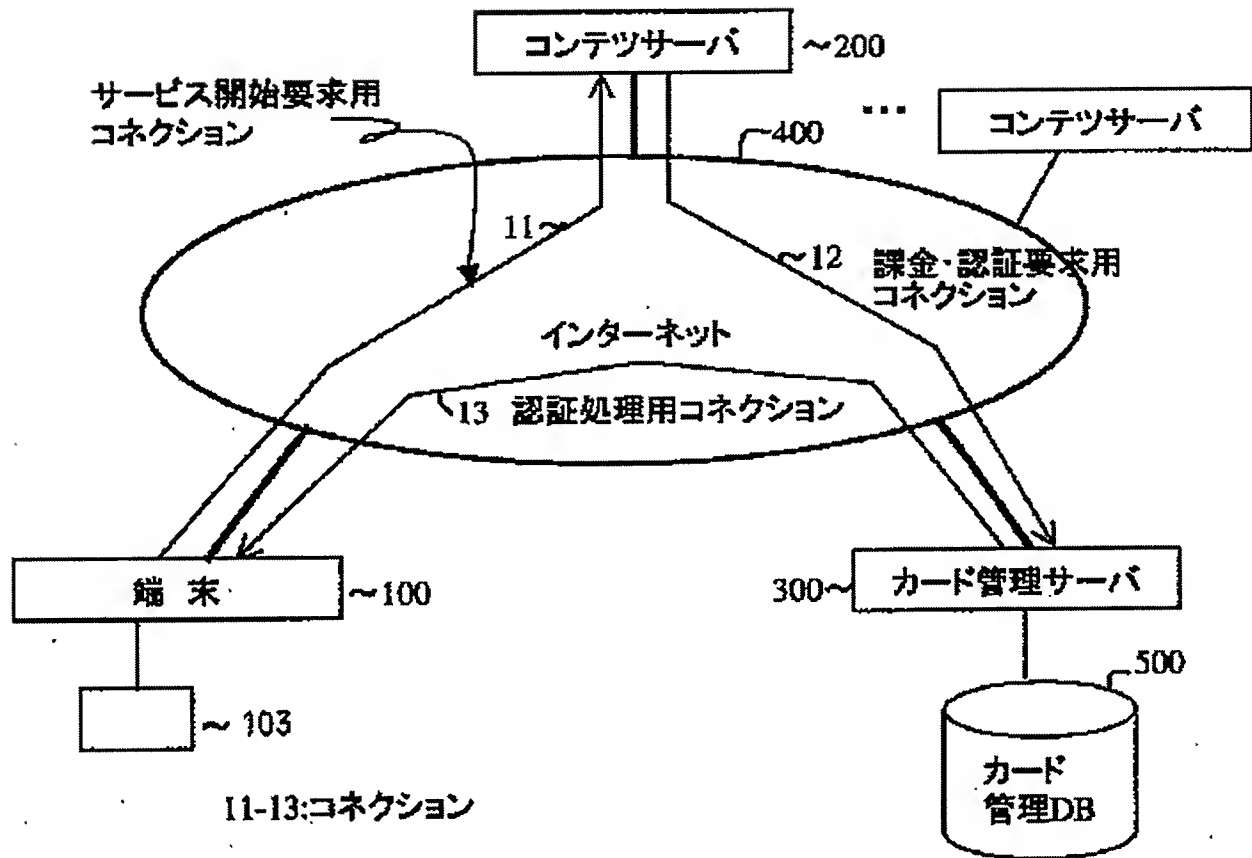 コンテツサーバ ～200
サービス開始要求用
コネクション
… コンテツサーバ
400
11～
～12 課金・認証要求用
コネクション
インターネット
13 認証処理用コネクション
端 末 ～100
300～ カード管理サーバ
～103
500
カード
管理DB
11-13:コネクション